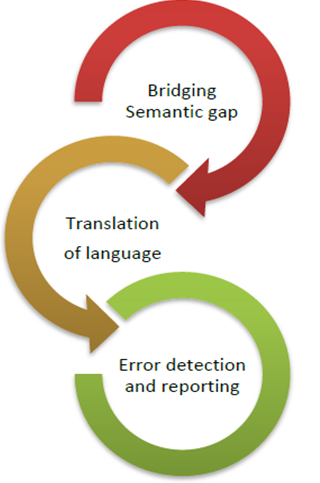 Bridging
Semantic gap
Translation
of language
Error detection
and reporting